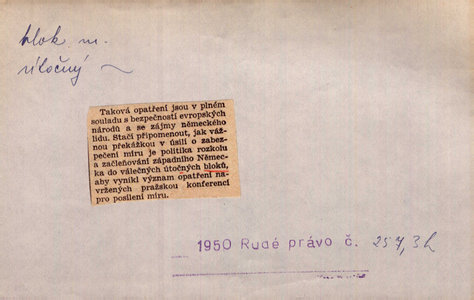 blok m.
útočný ~
Taková opatření jsou v plném
souladu s bezpečností evropských
národů a se zájmy německého
lidu. Stačí připomenout, jak váž-
nou překážkou v úsilí o zabez-
pečení míru je politika rozkolu
a začleňování západního Němec-
ka do válečných útočných bloků,
aby vynikl význam opatření na-
vržených pražskou konferencí
pro posílení míru.
1950 Rudé právo č. 257, 3